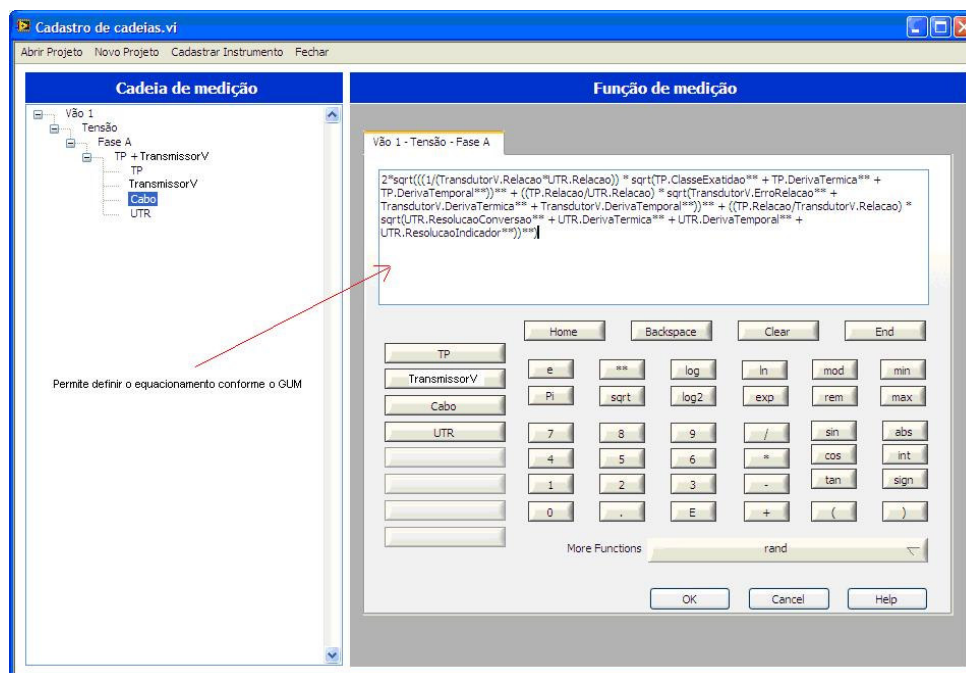 Cadastro de cadeias.vi
Abrir Projeto Novo Projeto Cadastrar Instrumento Fechar
Cadeia de medição
Vão 1
Tensão
Fase A
TP + TransmissorV
TP
TransmissorV
Cabo
UTR
Permite definir o equacionamento conforme o GUM
Função de medição
Vão 1 - Tensão - Fase A
2*sqrt(((1/(TransdutorV.Relacao*UTR.Relacao)) * sqrt(TP.ClasseExatidao** + TP.DerivaTermica** +
TP.DerivaTemporal**))** + ((TP.Relacao/UTR.Relacao) * sqrt(TransdutorV.ErroRelacao** +
TransdutorV.DerivaTermica** + TransdutorV.DerivaTemporal**))** + ((TP.Relacao/TransdutorV.Relacao) *
sqrt(UTR.ResolucaoConversao** + UTR.DerivaTermica** + UTR.DerivaTemporal** +
UTR.ResolucaoIndicador**))**)
Home Backspace Clear End
TP
TransmissorV
Cabo
UTR
e ** log ln mod min
Pi sqrt log2 exp rem max
7 8 9 / sin abs
4 5 6 * cos int
1 2 3 - tan sign
0 . E + ( )
More Functions rand
OK Cancel Help